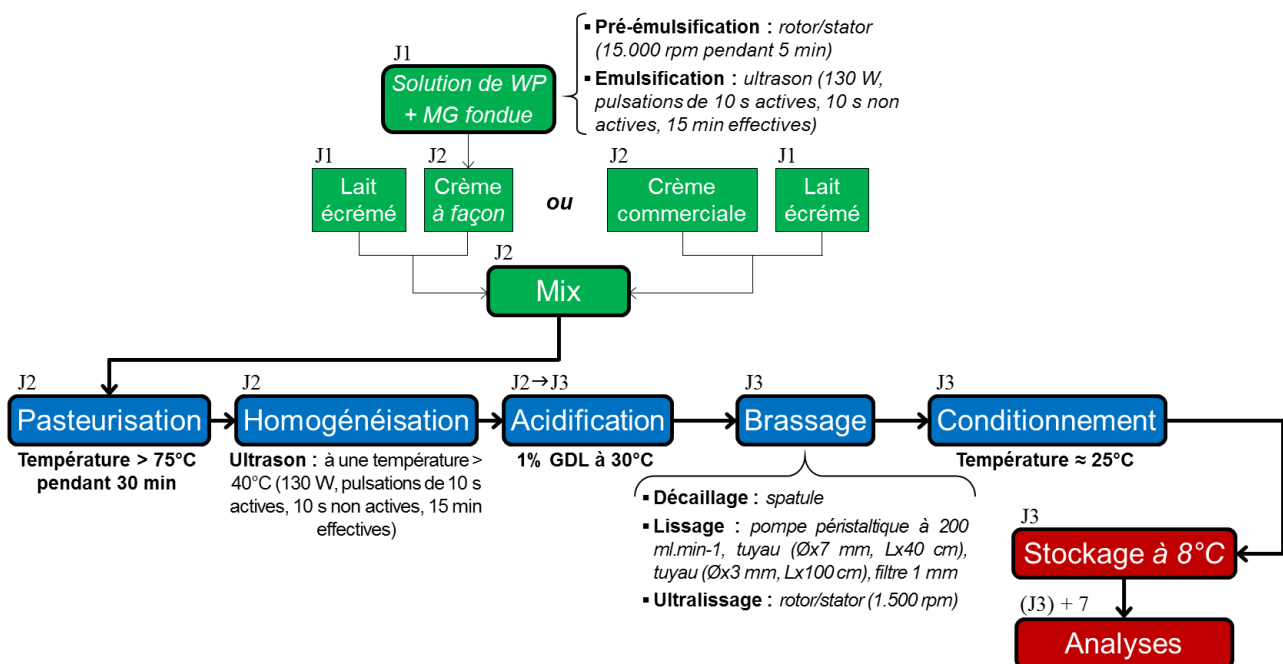 J1
Solution de WP
+ MG fondue
▪ Pré-émulsification : rotor/stator
(15.000 rpm pendant 5 min)
▪ Emulsification : ultrason (130 W,
pulsations de 10 s actives, 10 s non
actives, 15 min effectives)
J1
Lait
écrémé
J2
Crème
à façon
ou
J2
Crème
commerciale
J1
Lait
écrémé
J2
Mix
J2
Pasteurisation
Température > 75°C
pendant 30 min
J2
Homogénéisation
Ultrason : à une température >
40°C (130 W, pulsations de 10 s
actives, 10 s non actives, 15 min
effectives)
J2→J3
Acidification
1% GDL à 30°C
J3
Brassage
▪ Décaillage : spatule
▪ Lissage : pompe péristaltique à 200
ml.min-1, tuyau (Øx7 mm, Lx40 cm),
tuyau (Øx3 mm, Lx100 cm), filtre 1 mm
▪ Ultralissage : rotor/stator (1.500 rpm)
J3
Conditionnement
Température ≈ 25°C
J3
Stockage à 8°C
(J3) + 7
Analyses